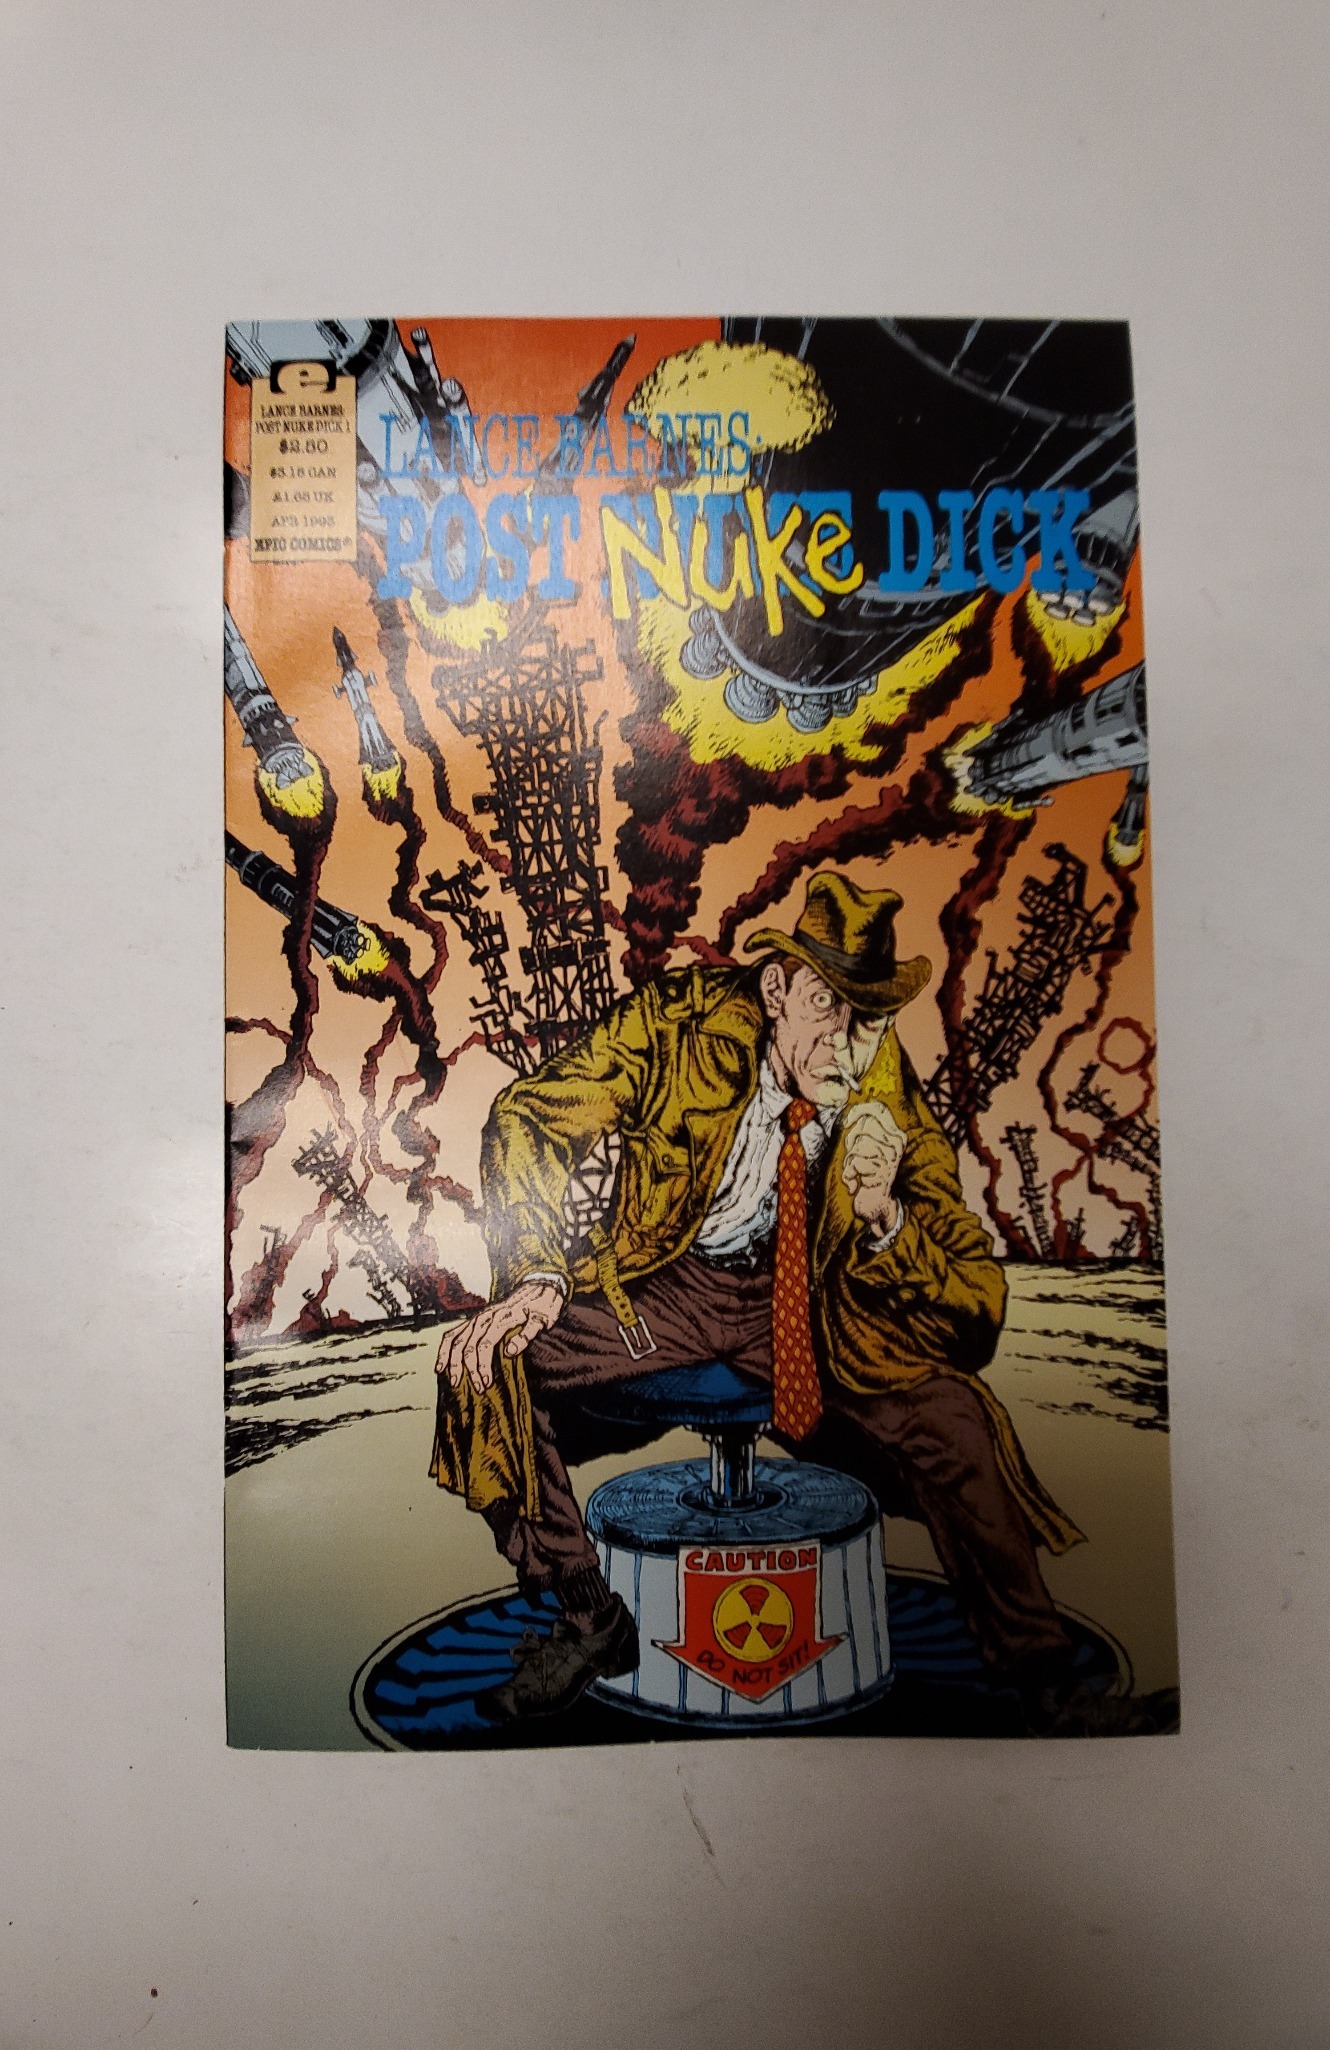 e
LANCE BARNES:
POST NUKE DICK 1
$2.50
$3.15 CAN
£1.65 UK
APR 1993
EPIC COMICS®
LANCE BARNES:
POST NUKE DICK
Nuke
CAUTION
DO NOT SIT!